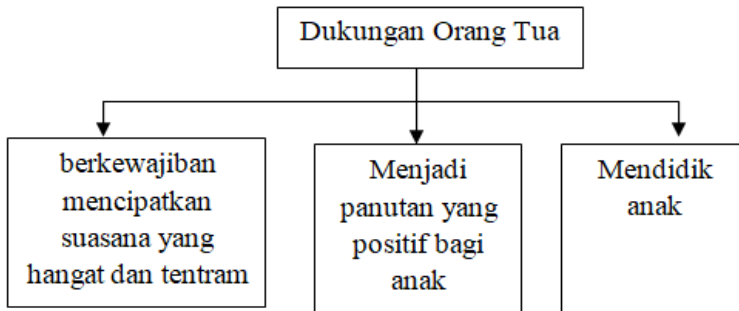 Dukungan Orang Tua
berkewajiban
mencipatkan
suasana yang
hangat dan tentram
Menjadi
panutan yang
positif bagi
anak
Mendidik
anak